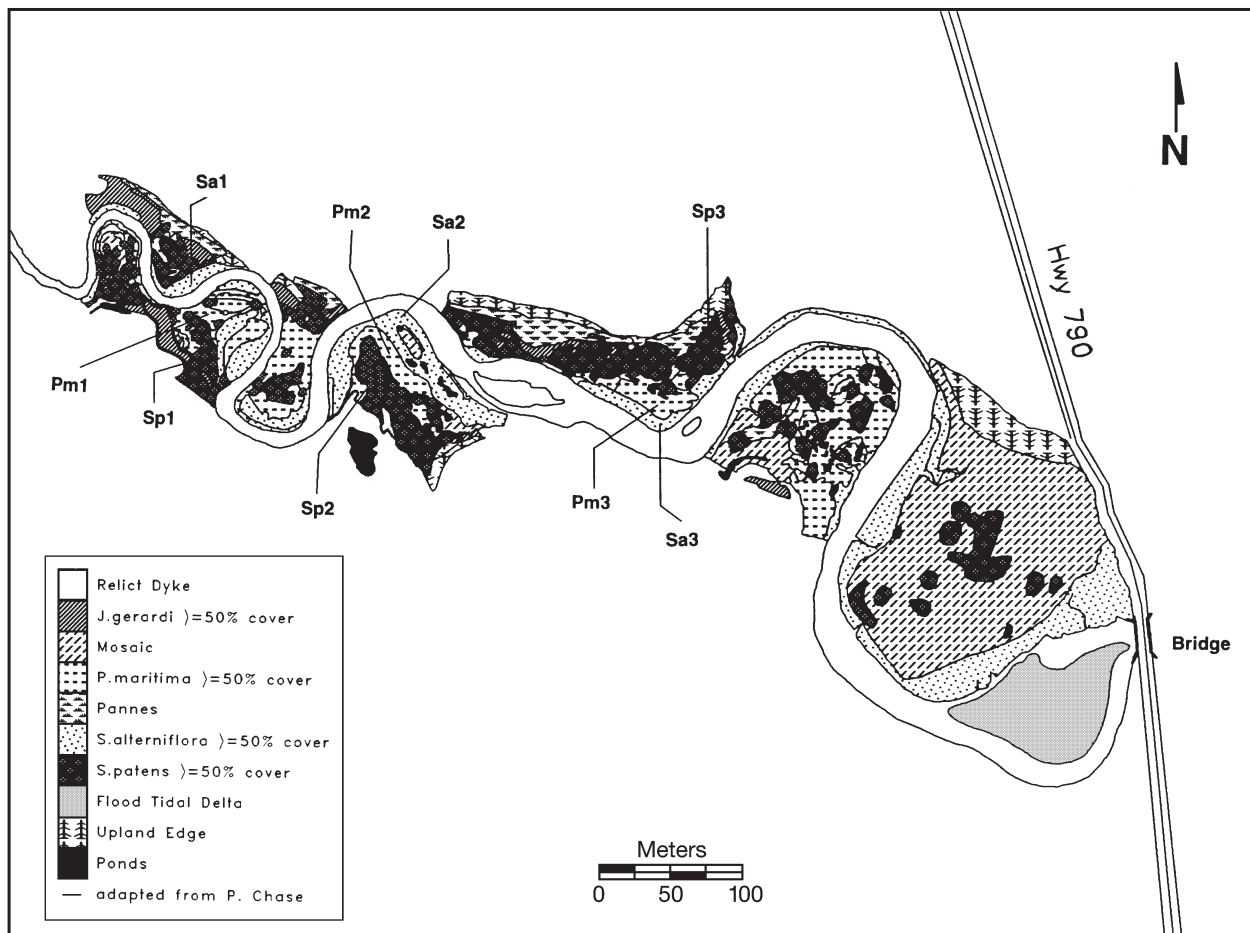 N
Hwy 790
Sa1
Pm2
Sa2
Sp3
Pm1
Sp1
Sp2
Pm3
Sa3
Bridge
Relict Dyke
J.gerardi >=50% cover
Mosaic
P.maritima >=50% cover
Pannes
S.alterniflora >=50% cover
S.patens >=50% cover
Flood Tidal Delta
Upland Edge
Ponds
— adapted from P. Chase
Meters
0 50 100